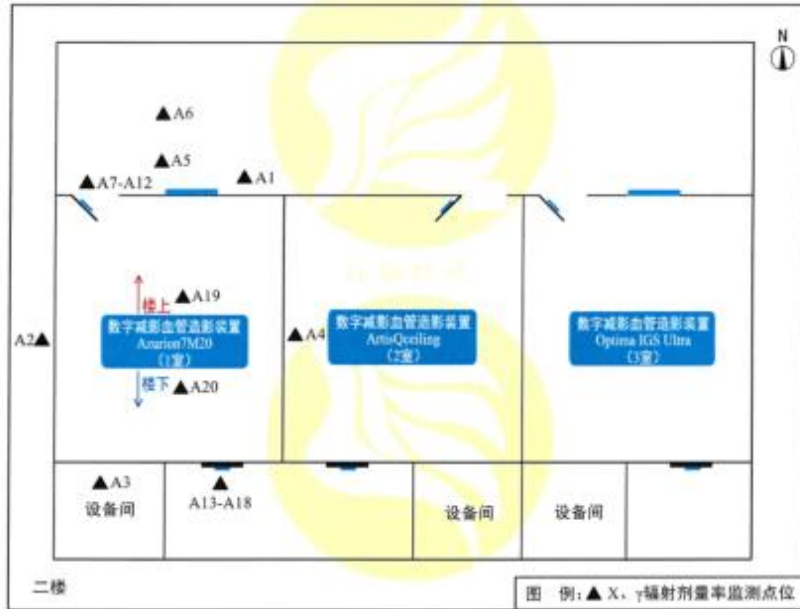 N
▲A6
▲A5
▲A7-A12
▲A1
楼上
▲A19
A2▲
数字减影血管造影装置
Azurion7M20
(1室)
▲A4
数字减影血管造影装置
ArtisQceiling
(2室)
数字减影血管造影装置
Optima IGS Ultra
(3室)
楼下
▲A20
▲A3
设备间
▲
A13-A18
设备间
设备间
二楼
图 例:▲ X、γ辐射剂量率监测点位